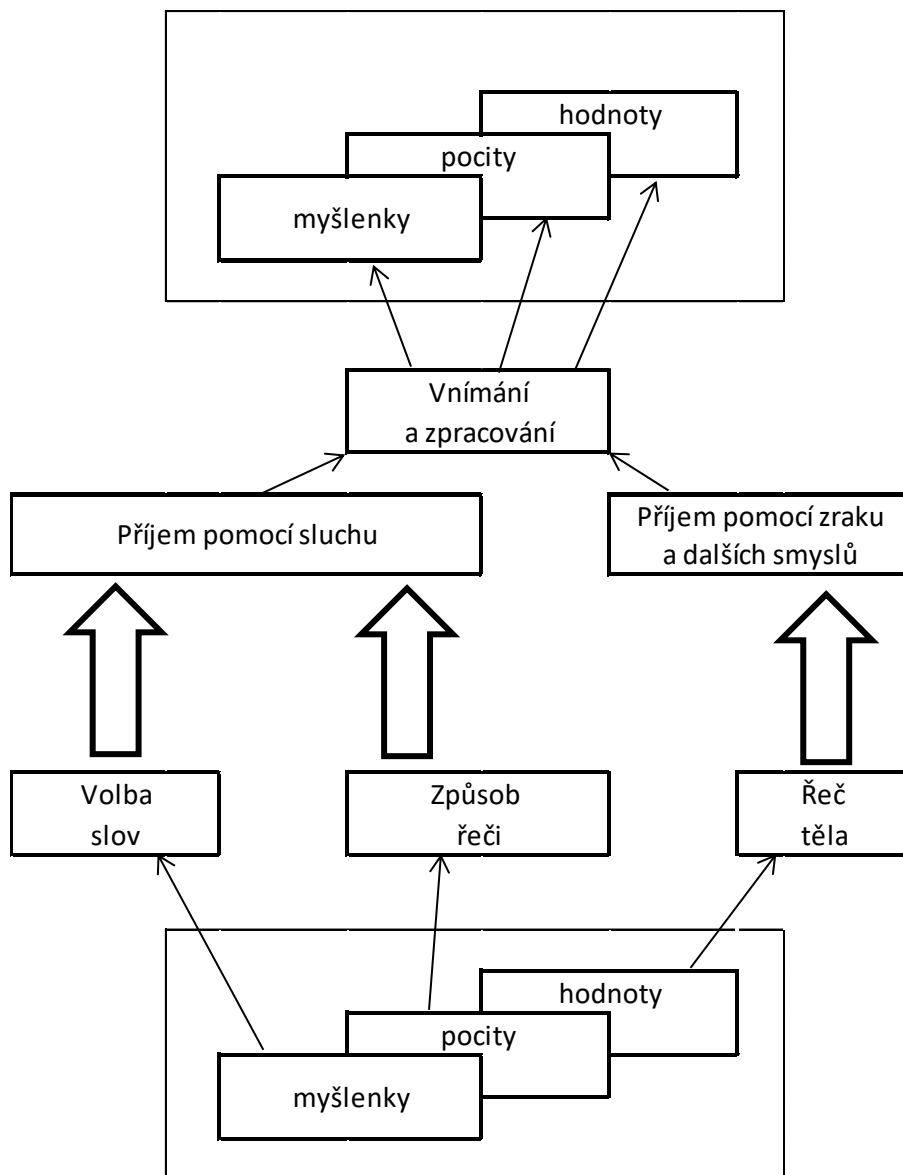 hodnoty
pocity
myšlenky
Vnímání
a zpracování
Příjem pomocí sluchu
Příjem pomocí zraku
a dalších smyslů
Volba
slov
Způsob
řeči
Řeč
těla
hodnoty
pocity
myšlenky